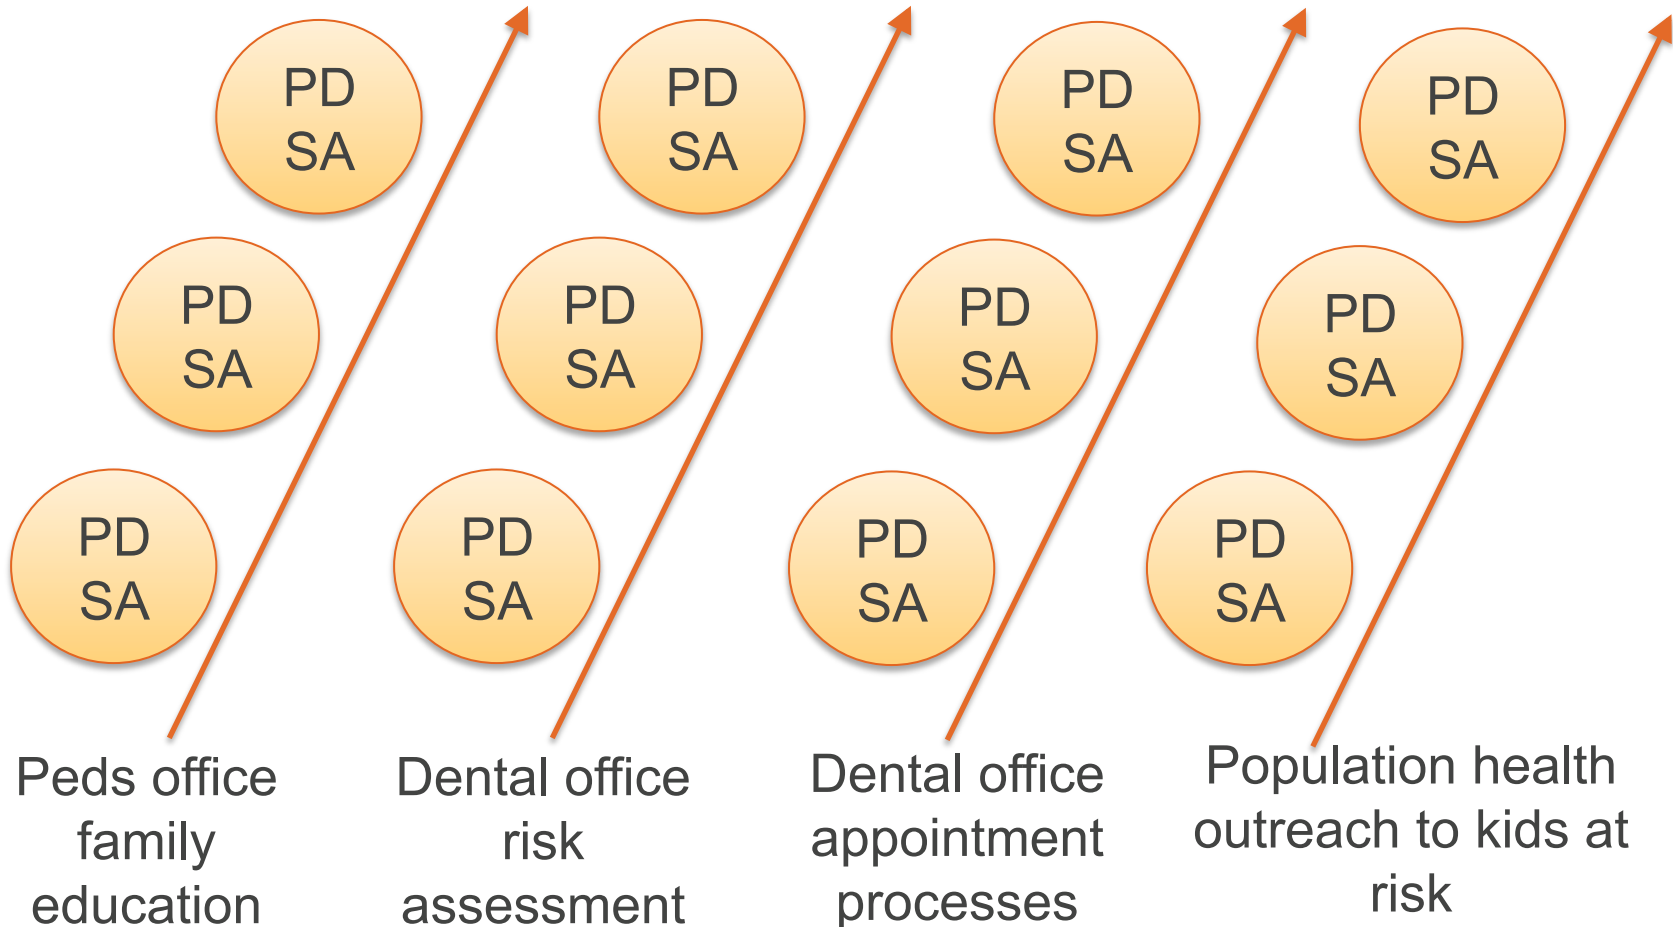 PD
SA
PD
SA
PD
SA
PD
SA
PD
SA
PD
SA
PD
SA
PD
SA
PD
SA
PD
SA
PD
SA
PD
SA
Peds office
family
education
Dental office
risk
assessment
Dental office
appointment
processes
Population health
outreach to kids at
risk